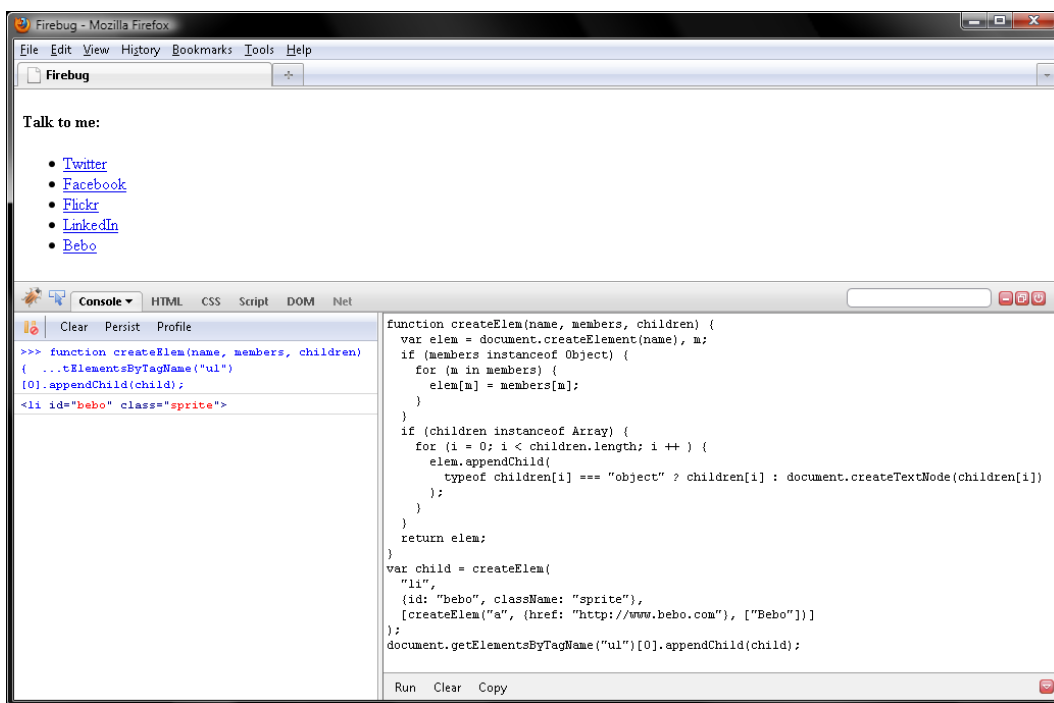 Firebug - Mozilla Firefox
File Edit View History Bookmarks Tools Help
Firebug
Talk to me:
Twitter
Facebook
Flickr
LinkedIn
Bebo
Console HTML CSS Script DOM Net
Clear Persist Profile
>>> function createElem(name, members, children)
{ ...tElementsByTagName("ul")
[0].appendChild(child);
<li id="bebo" class="sprite">
function createElem(name, members, children) {
  var elem = document.createElement(name), m;
  if (members instanceof Object) {
    for (m in members) {
      elem[m] = members[m];
    }
  }
  if (children instanceof Array) {
    for (i = 0; i < children.length; i ++ ) {
      elem.appendChild(
        typeof children[i] === "object" ? children[i] : document.createTextNode(children[i])
      );
    }
  }
  return elem;
}
var child = createElem(
  "li",
  {id: "bebo", className: "sprite"},
  [createElem("a", {href: "http://www.bebo.com"}, ["Bebo"])]
);
document.getElementsByTagName("ul")[0].appendChild(child);
Run Clear Copy